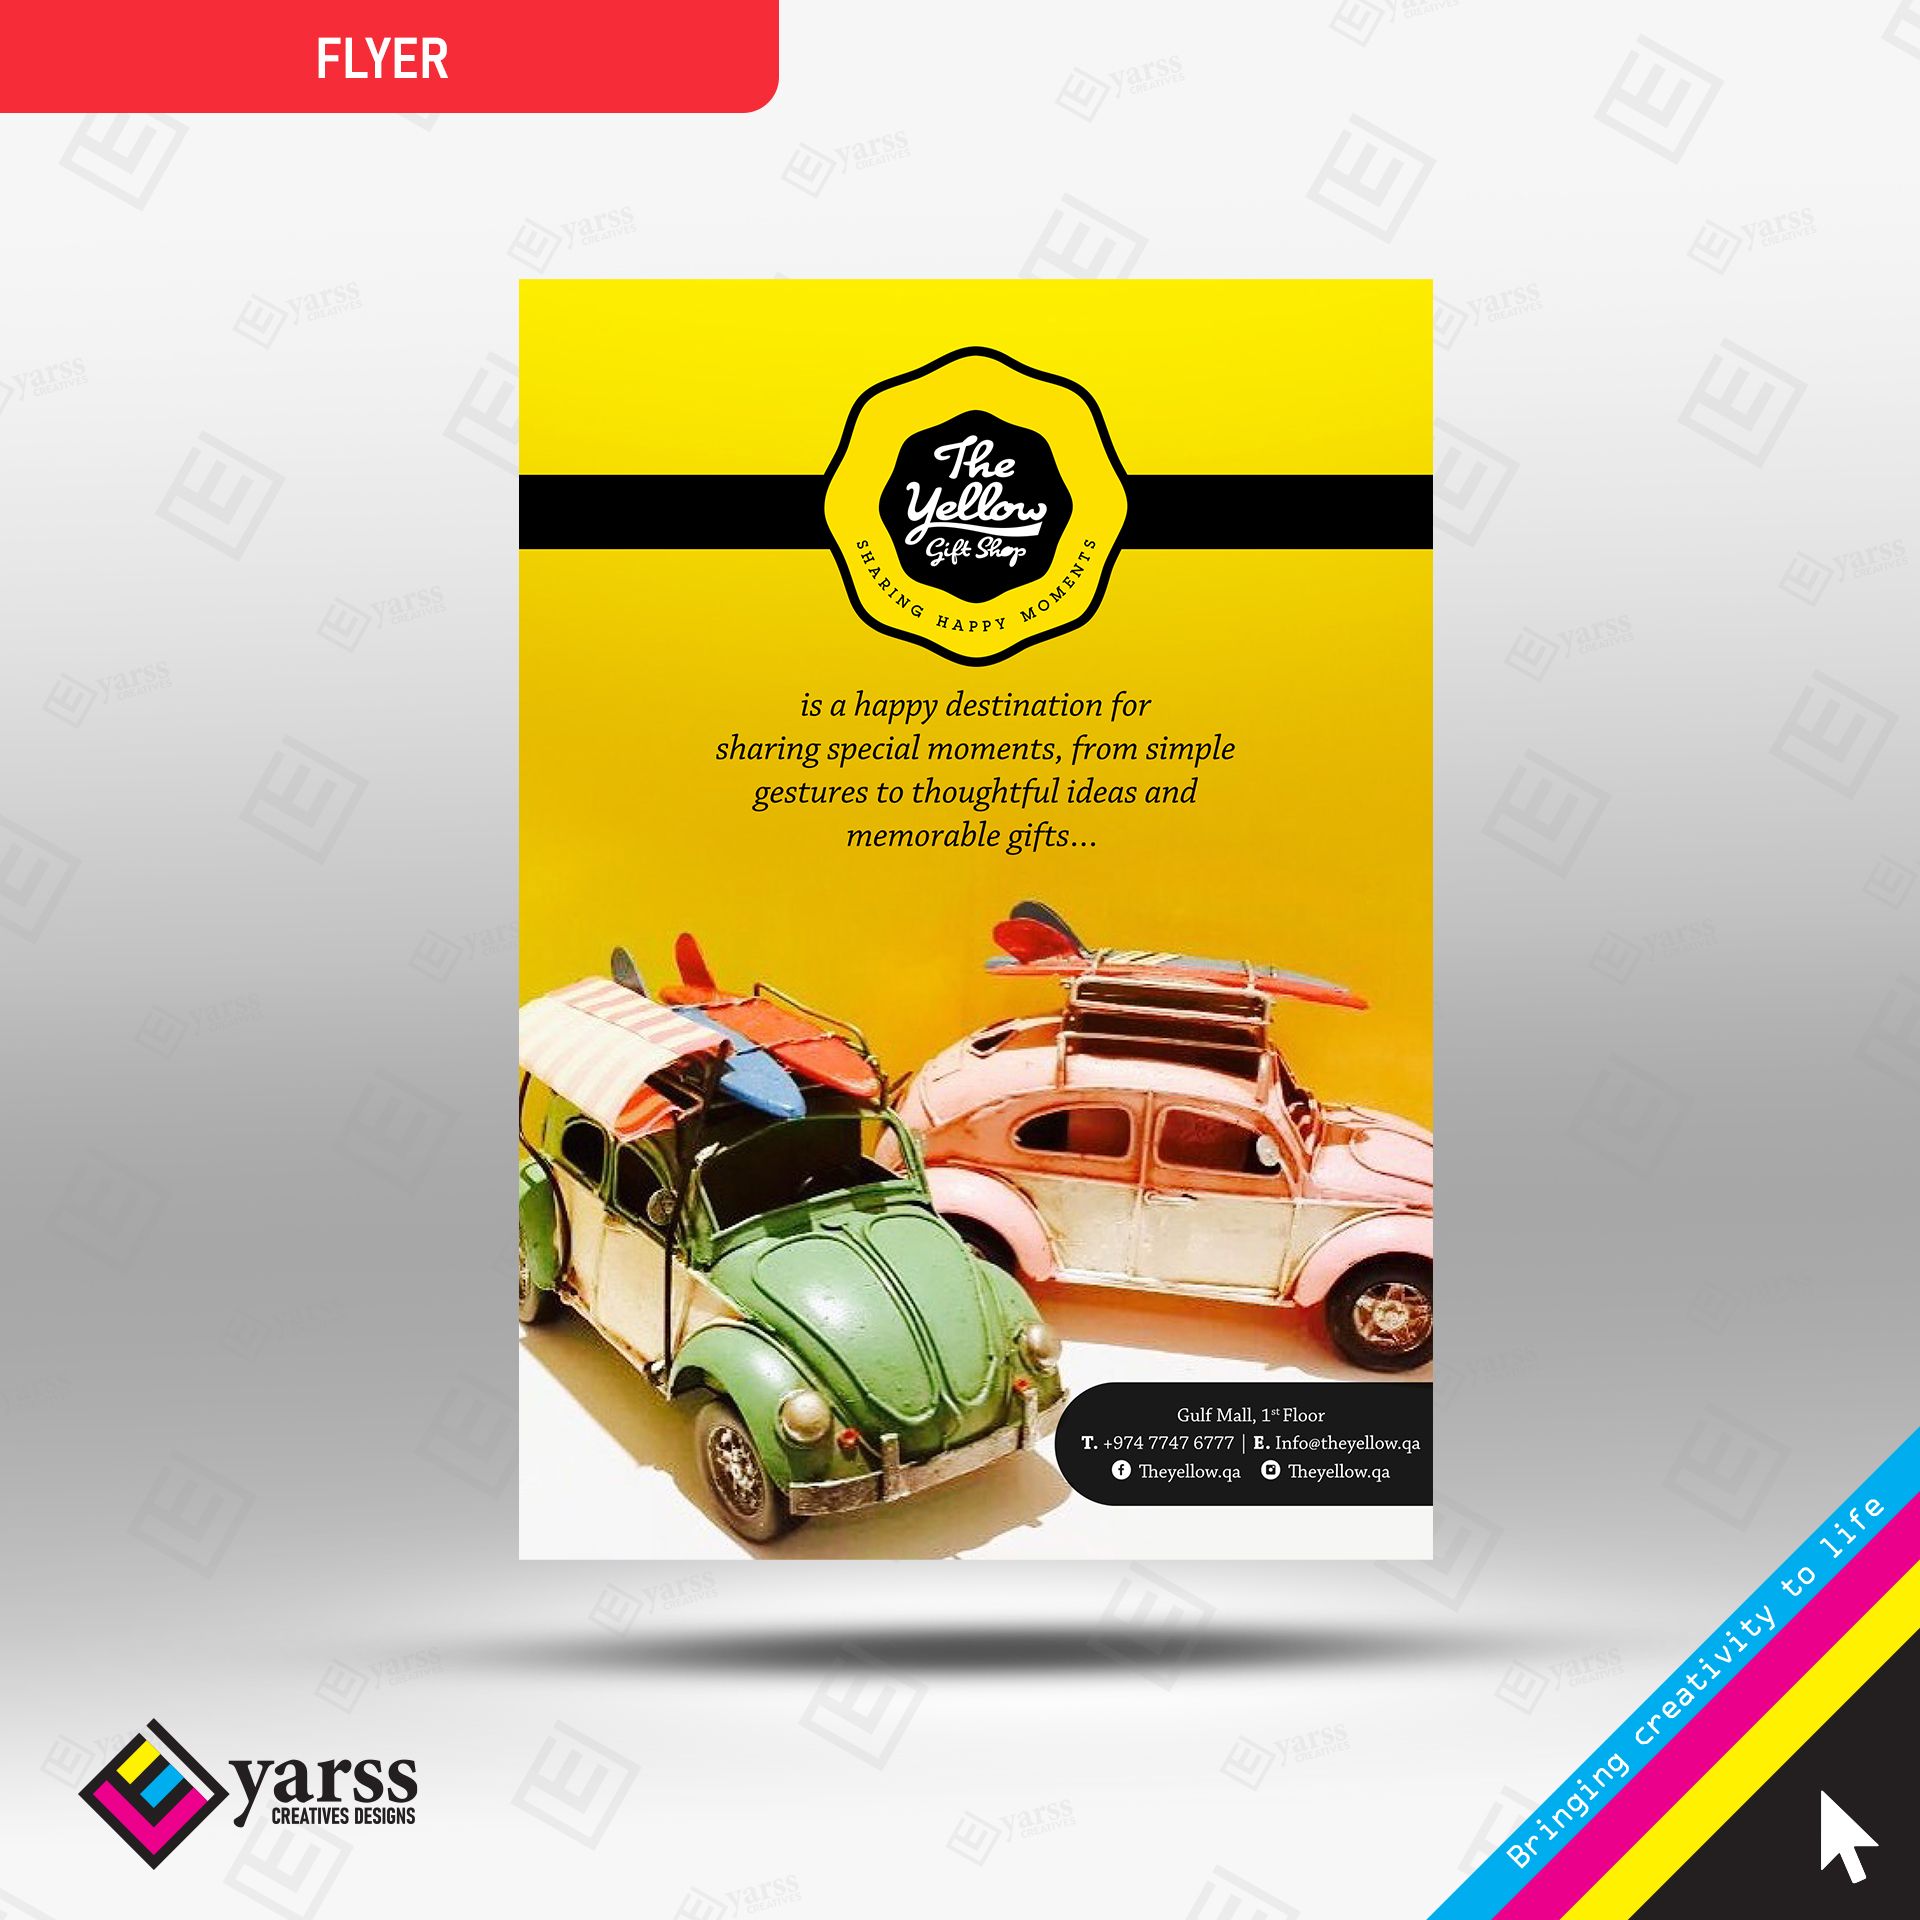 FLYER
The
Yellow
Gift Shop
SHARING HAPPY MOMENTS
is a happy destination for
sharing special moments, from simple
gestures to thoughtful ideas and
memorable gifts...
Gulf Mall, 1st Floor
T. +974 7747 6777 | E. Info@theyellow.qa
Theyellow.qa Theyellow.qa
Bringing creativity to life
Eyarss
CREATIVES DESIGNS